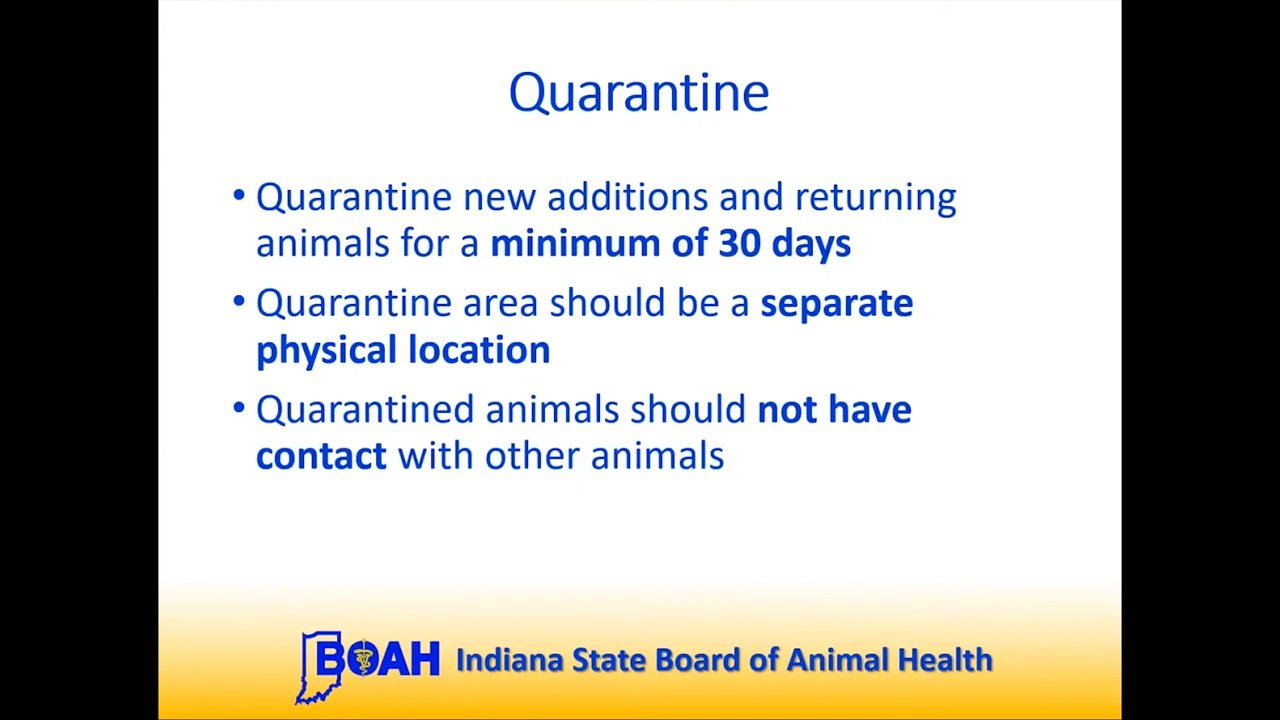 Quarantine
• Quarantine new additions and returning
animals for a minimum of 30 days
• Quarantine area should be a separate
physical location
• Quarantined animals should not have
contact with other animals
BOAH Indiana State Board of Animal Health